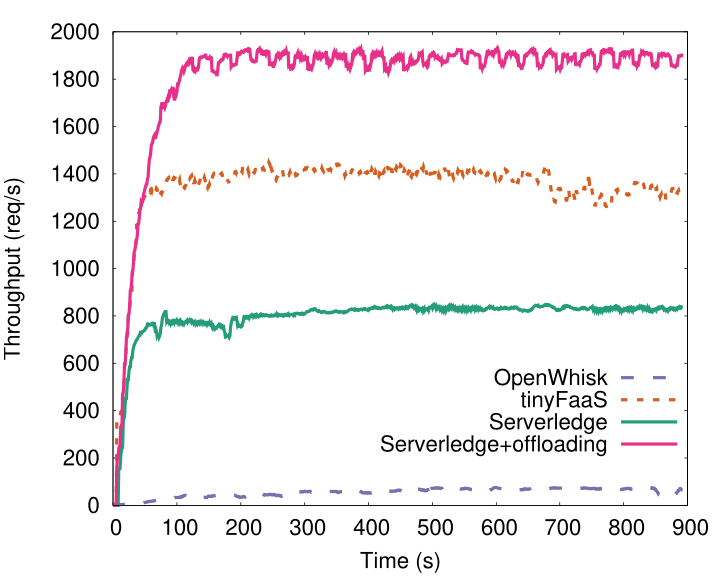 Throughput (req/s)
2000
1800
1600
1400
1200
1000
800
600
400
200
0
OpenWhisk
tinyFaaS
Serverledge
Serverledge+offloading
0 100 200 300 400 500 600 700 800 900
Time (s)